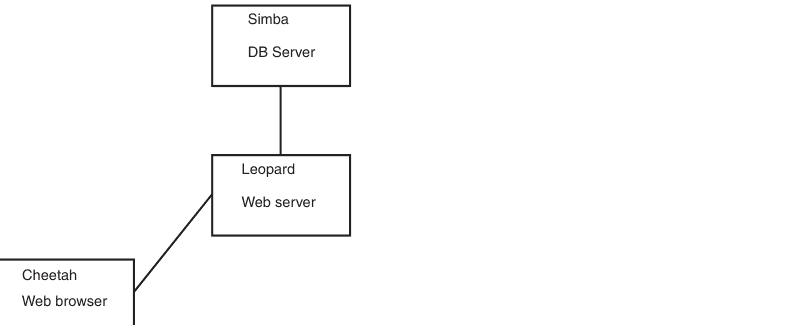 Simba
DB Server
Leopard
Web server
Cheetah
Web browser